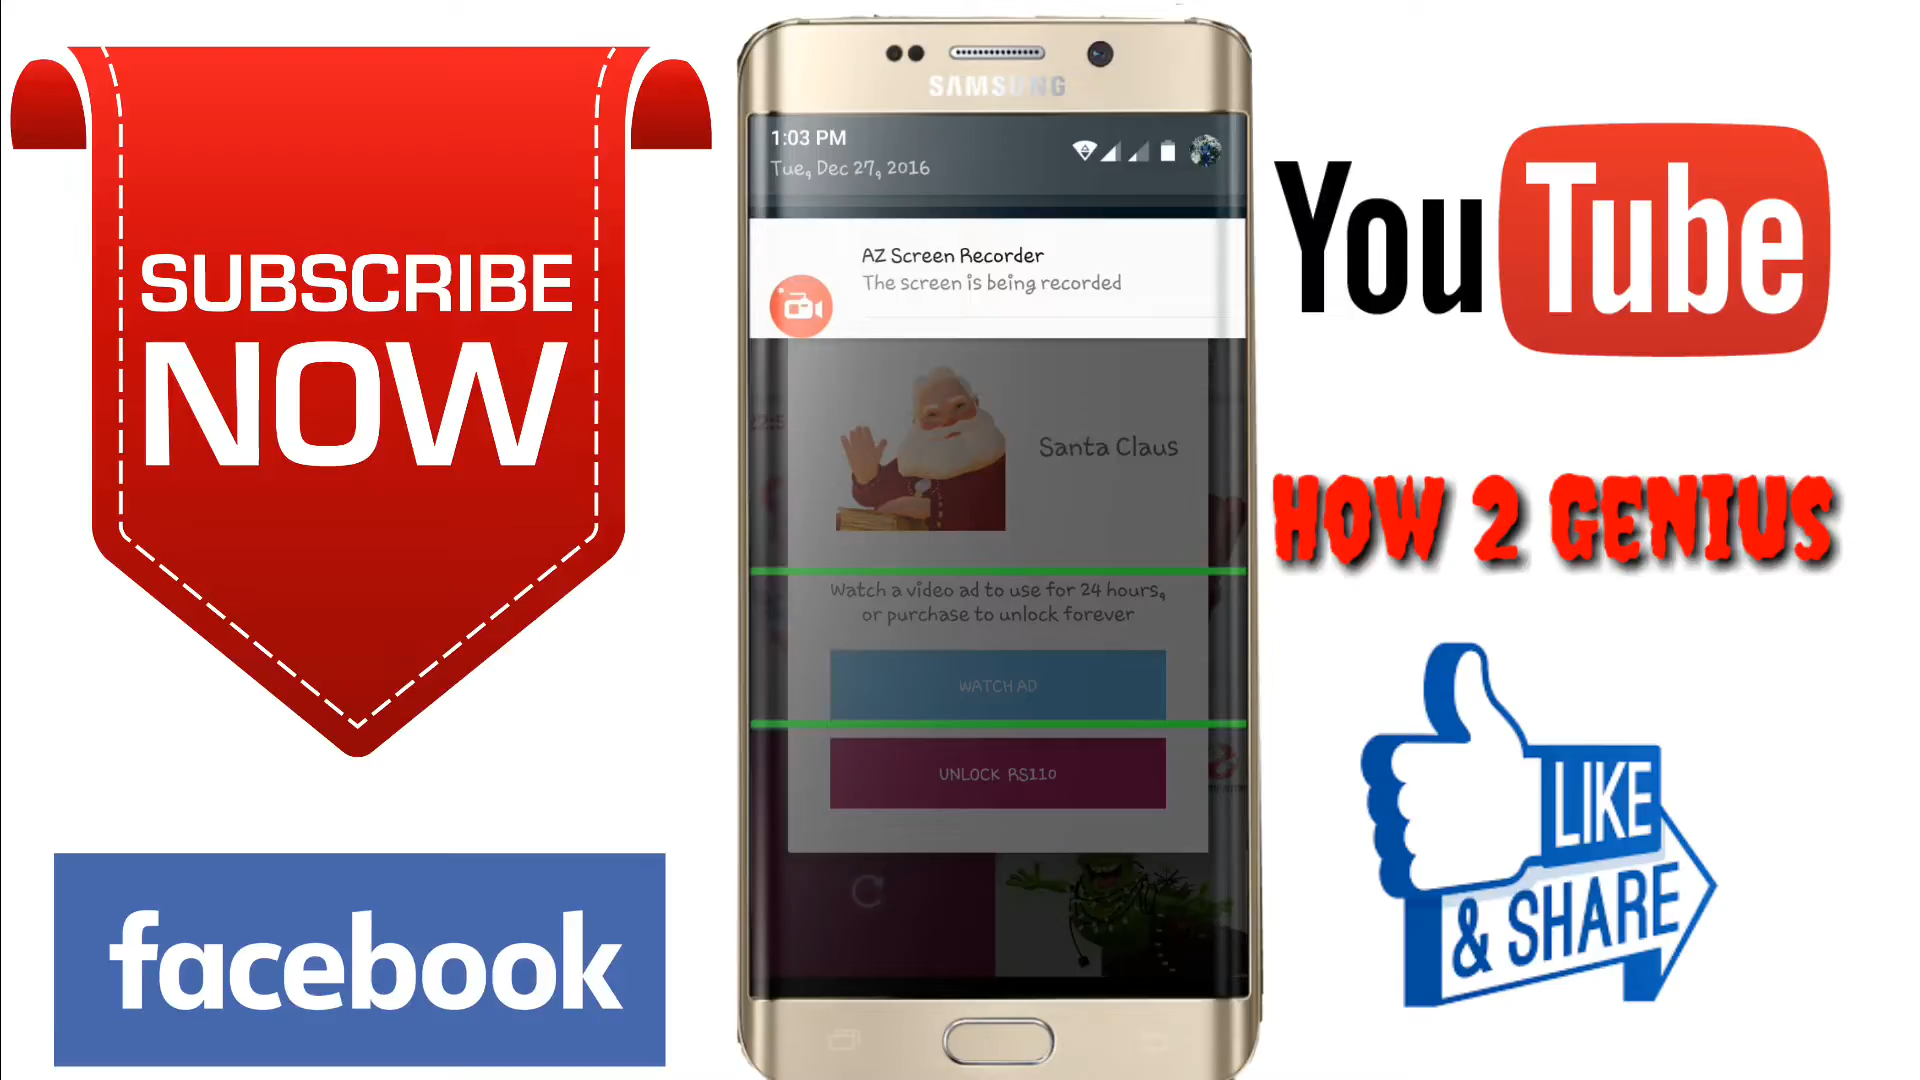 SUBSCRIBE
NOW
facebook
SAMSUNG
1:03 PM
Tue, Dec 27, 2016
AZ Screen Recorder
The screen is being recorded
Santa Claus
Watch a video ad to use for 24 hours,
or purchase to unlock forever
WATCH AD
UNLOCK RS110
YouTube
HOW 2 GENIUS
LIKE
& SHARE